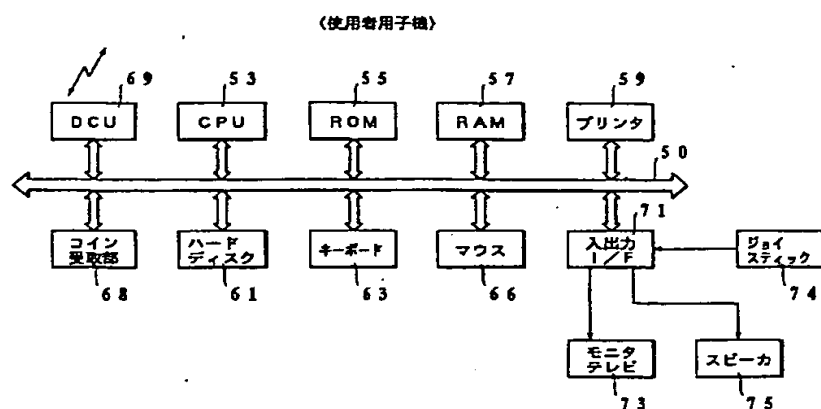 〈使用者用子機〉
69 53 55 57 59
DCU CPU ROM RAM プリンタ
50
71
コイン
受取部
ハード
ディスク
キーボード
マウス
入出力
I/F
ジョイ
スティック
68 61 63 66 74
モニタ
テレビ
スピーカ
73 75